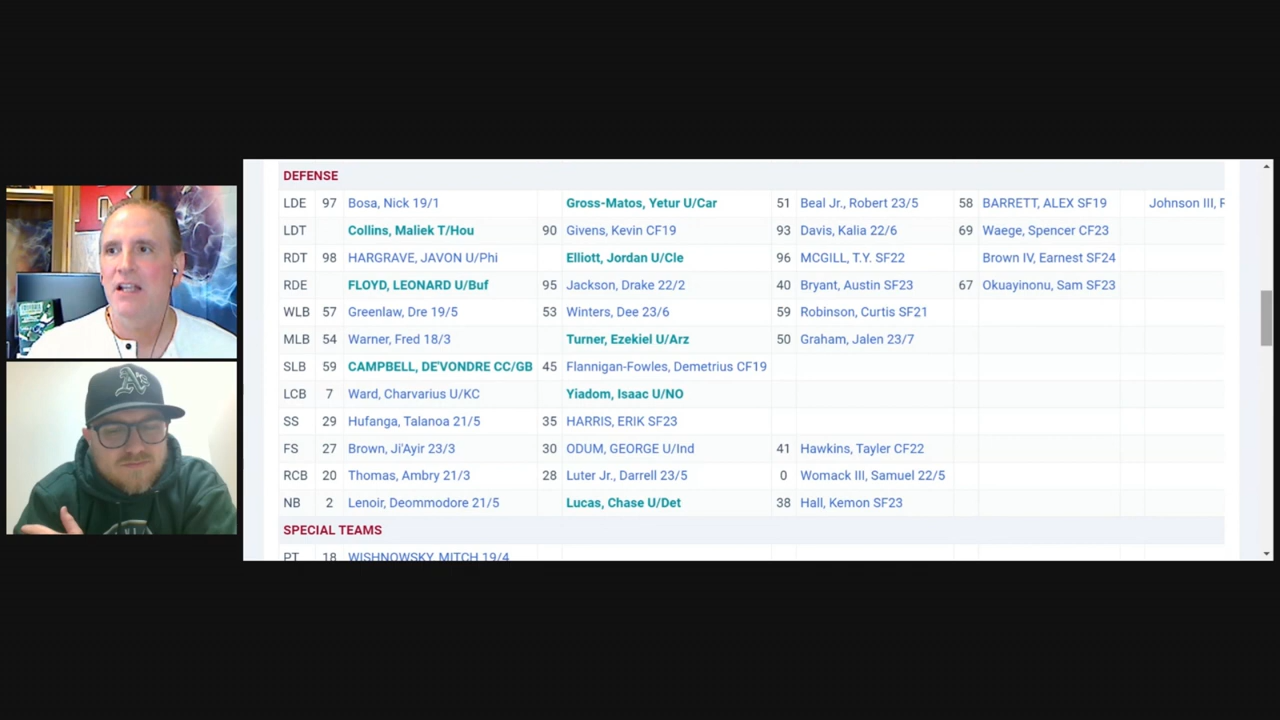 DEFENSE
LDE 97 Bosa, Nick 19/1 Gross-Matos, Yetur U/Car 51 Beal Jr., Robert 23/5 58 BARRETT, ALEX SF19 Johnson III, F
LDT Collins, Maliek T/Hou 90 Givens, Kevin CF19 93 Davis, Kalia 22/6 69 Waege, Spencer CF23
RDT 98 HARGRAVE, JAVON U/Phi Elliott, Jordan U/Cle 96 MCGILL, T.Y. SF22 Brown IV, Earnest SF24
RDE FLOYD, LEONARD U/Buf 95 Jackson, Drake 22/2 40 Bryant, Austin SF23 67 Okuayinonu, Sam SF23
WLB 57 Greenlaw, Dre 19/5 53 Winters, Dee 23/6 59 Robinson, Curtis SF21
MLB 54 Warner, Fred 18/3 Turner, Ezekiel U/Arz 50 Graham, Jalen 23/7
SLB 59 CAMPBELL, DE'VONDRE CC/GB 45 Flannigan-Fowles, Demetrius CF19
LCB 7 Ward, Charvarius U/KC Yiadom, Isaac U/NO
SS 29 Hufanga, Talanoa 21/5 35 HARRIS, ERIK SF23
FS 27 Brown, Ji'Ayir 23/3 30 ODUM, GEORGE U/Ind 41 Hawkins, Tayler CF22
RCB 20 Thomas, Ambry 21/3 28 Luter Jr., Darrell 23/5 0 Womack III, Samuel 22/5
NB 2 Lenoir, Deommodore 21/5 Lucas, Chase U/Det 38 Hall, Kemon SF23
SPECIAL TEAMS
PT 18 WISHNOWSKY, MITCH 19/4
A's